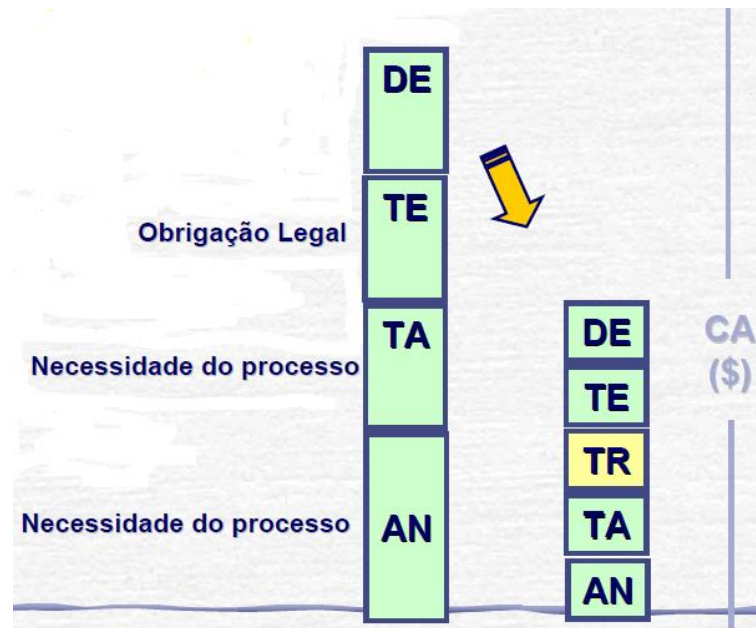 DE
TE
Obrigação Legal
TA
Necessidade do processo
AN
Necessidade do processo
DE
TE
TR
TA
AN
CA
($)